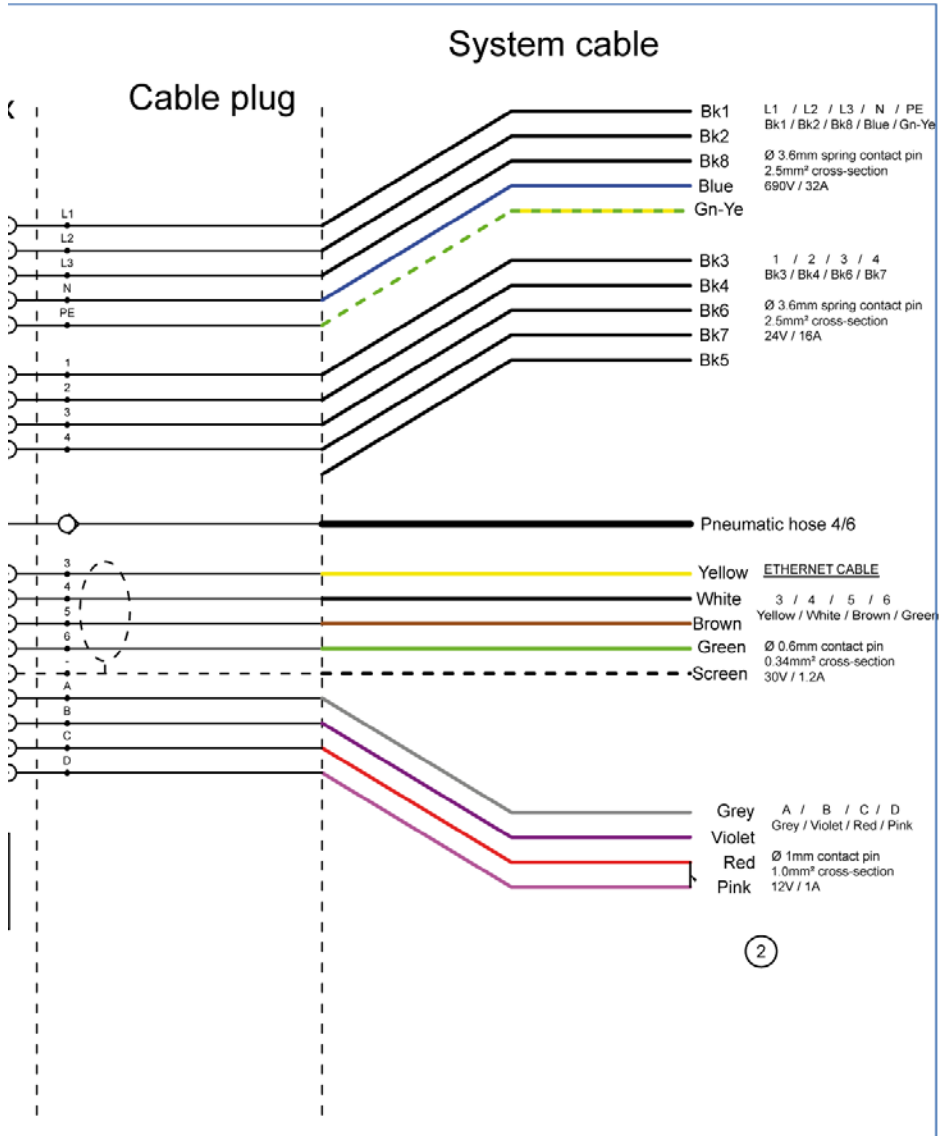 System cable
Cable plug
Bk1
L1 / L2 / L3 / N / PE
Bk2
Bk1 / Bk2 / Bk8 / Blue / Gn-Ye
Bk8
Ø 3.6mm spring contact pin
2.5mm² cross-section
Blue
690V / 32A
Gn-Ye
L1
L2
L3
N
PE
Bk3
1 / 2 / 3 / 4
Bk3 / Bk4 / Bk6 / Bk7
Bk4
Bk6
Ø 3.6mm spring contact pin
2.5mm² cross-section
Bk7
24V / 16A
Bk5
1
2
3
4
Pneumatic hose 4/6
3
4
5
6
-
A
B
C
D
Yellow
ETHERNET CABLE
White
3 / 4 / 5 / 6
Yellow / White / Brown / Green
Brown
Green
Ø 0.6mm contact pin
0.34mm² cross-section
Screen
30V / 1.2A
Grey
A / B / C / D
Grey / Violet / Red / Pink
Violet
Red
Ø 1mm contact pin
1.0mm² cross-section
Pink
12V / 1A
2